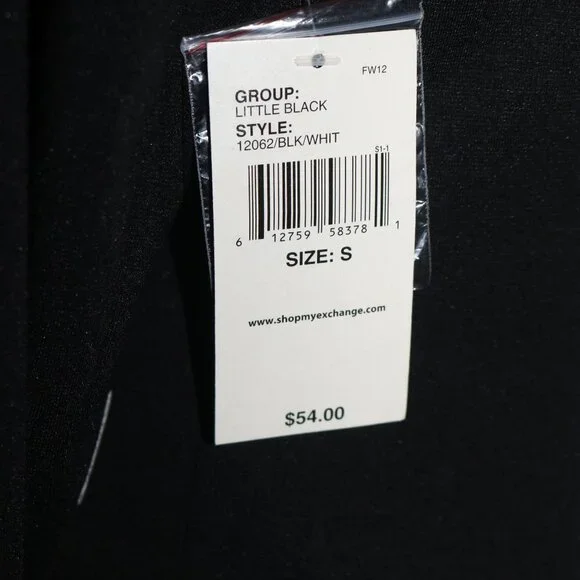 FW12
GROUP:
LITTLE BLACK
STYLE:
12062/BLK/WHIT
S1-1
6 12759 58378 1
SIZE: S
www.shopmyexchange.com
$54.00